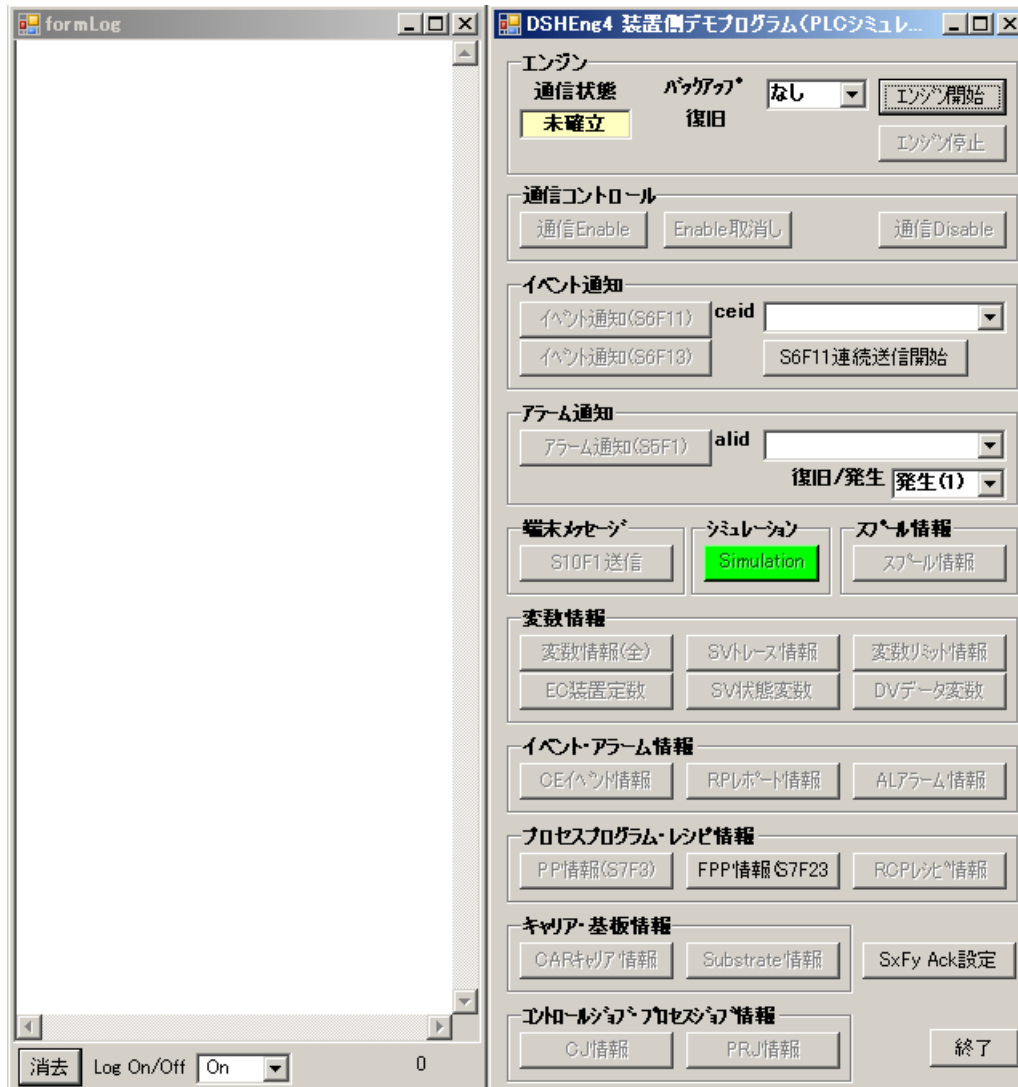 formLog
消去 Log On/Off On 0
DSHEng4 装置側デモプログラム(PLCシミュレ...
エンジン
通信状態 バックアップ 復旧 なし エンジン開始
未確立 エンジン停止
通信コントロール
通信Enable Enable取消し 通信Disable
イベント通知
イベント通知(S6F11) ceid
イベント通知(S6F13) S6F11連続送信開始
アラーム通知
アラーム通知(S5F1) alid
復旧/発生 発生(1)
端末メッセージ シミュレーション スプール情報
S10F1送信 Simulation スプール情報
変数情報
変数情報(全) SVトレース情報 変数リミット情報
EC装置定数 SV状態変数 DVデータ変数
イベント・アラーム情報
CEイベント情報 RPレポート情報 ALアラーム情報
プロセスプログラム・レシピ情報
PP情報(S7F3) FPP情報(S7F23 RCPレシピ情報
キャリア・基板情報
CARキャリア情報 Substrate情報 SxFy Ack設定
コントロールジョブ・プロセスジョブ情報
CJ情報 PRJ情報 終了